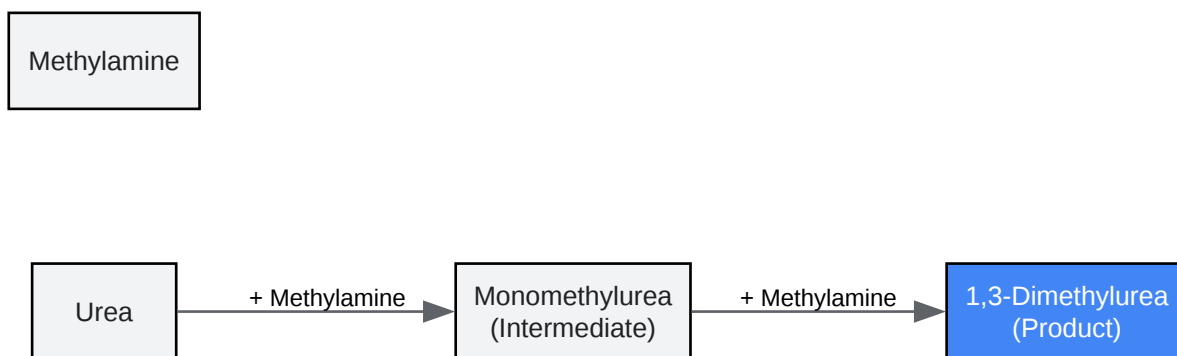 Methylamine
Urea
+ Methylamine
Monomethylurea
(Intermediate)
+ Methylamine
1,3-Dimethylurea
(Product)